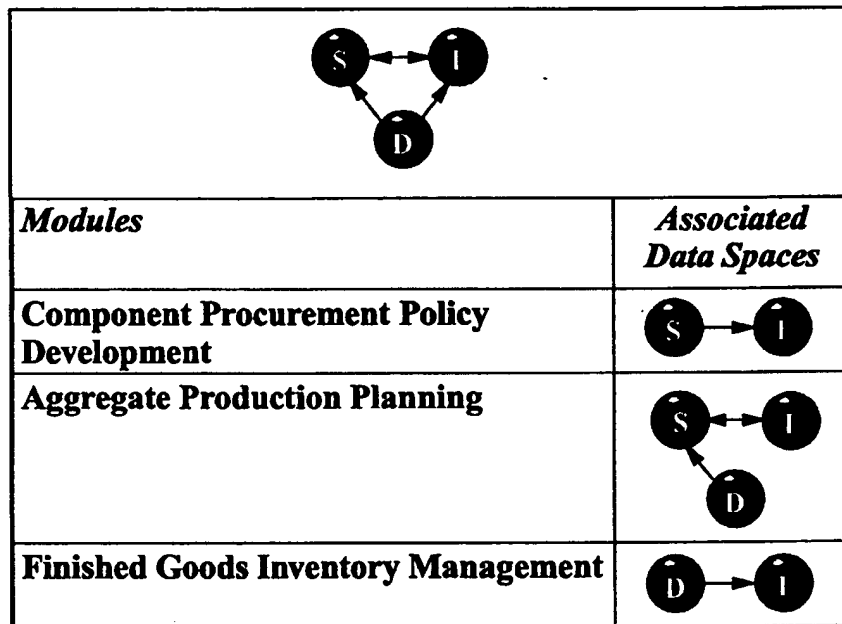 S I
D
Modules
Associated
Data Spaces
Component Procurement Policy
Development
S I
Aggregate Production Planning
S I
D
Finished Goods Inventory Management
D I